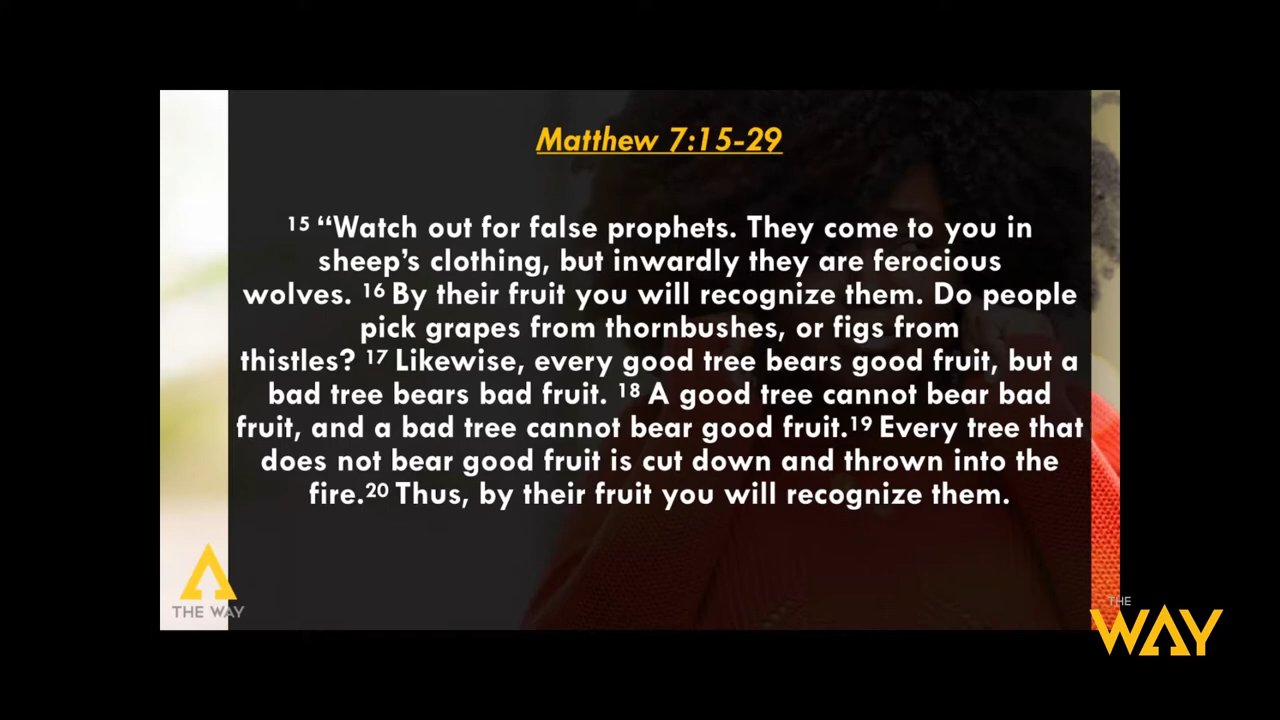 Matthew 7:15-29
15 “Watch out for false prophets. They come to you in
sheep’s clothing, but inwardly they are ferocious
wolves. 16 By their fruit you will recognize them. Do people
pick grapes from thornbushes, or figs from
thistles? 17 Likewise, every good tree bears good fruit, but a
bad tree bears bad fruit. 18 A good tree cannot bear bad
fruit, and a bad tree cannot bear good fruit.19 Every tree that
does not bear good fruit is cut down and thrown into the
fire.20 Thus, by their fruit you will recognize them.
THE WAY
THE
WAY